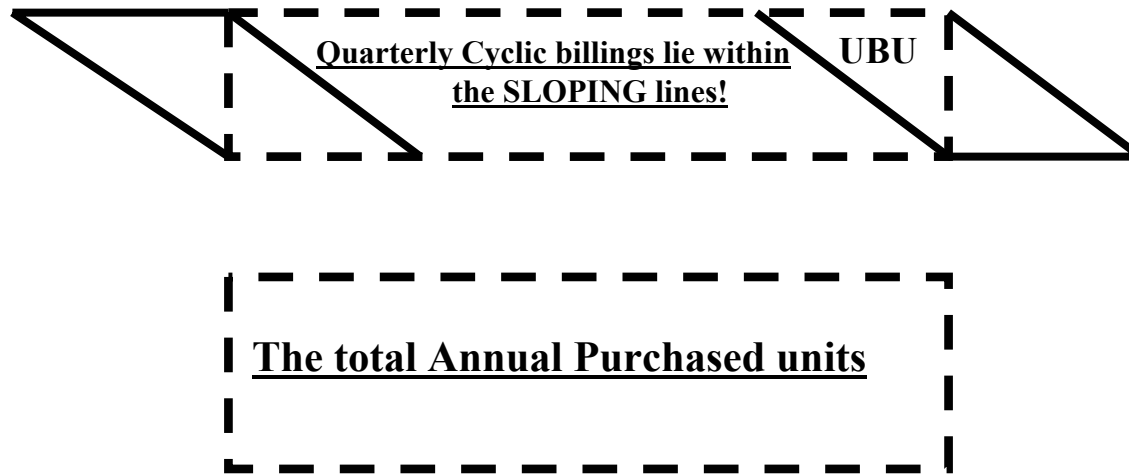 Quarterly Cyclic billings lie within
the SLOPING lines!
UBU
The total Annual Purchased units